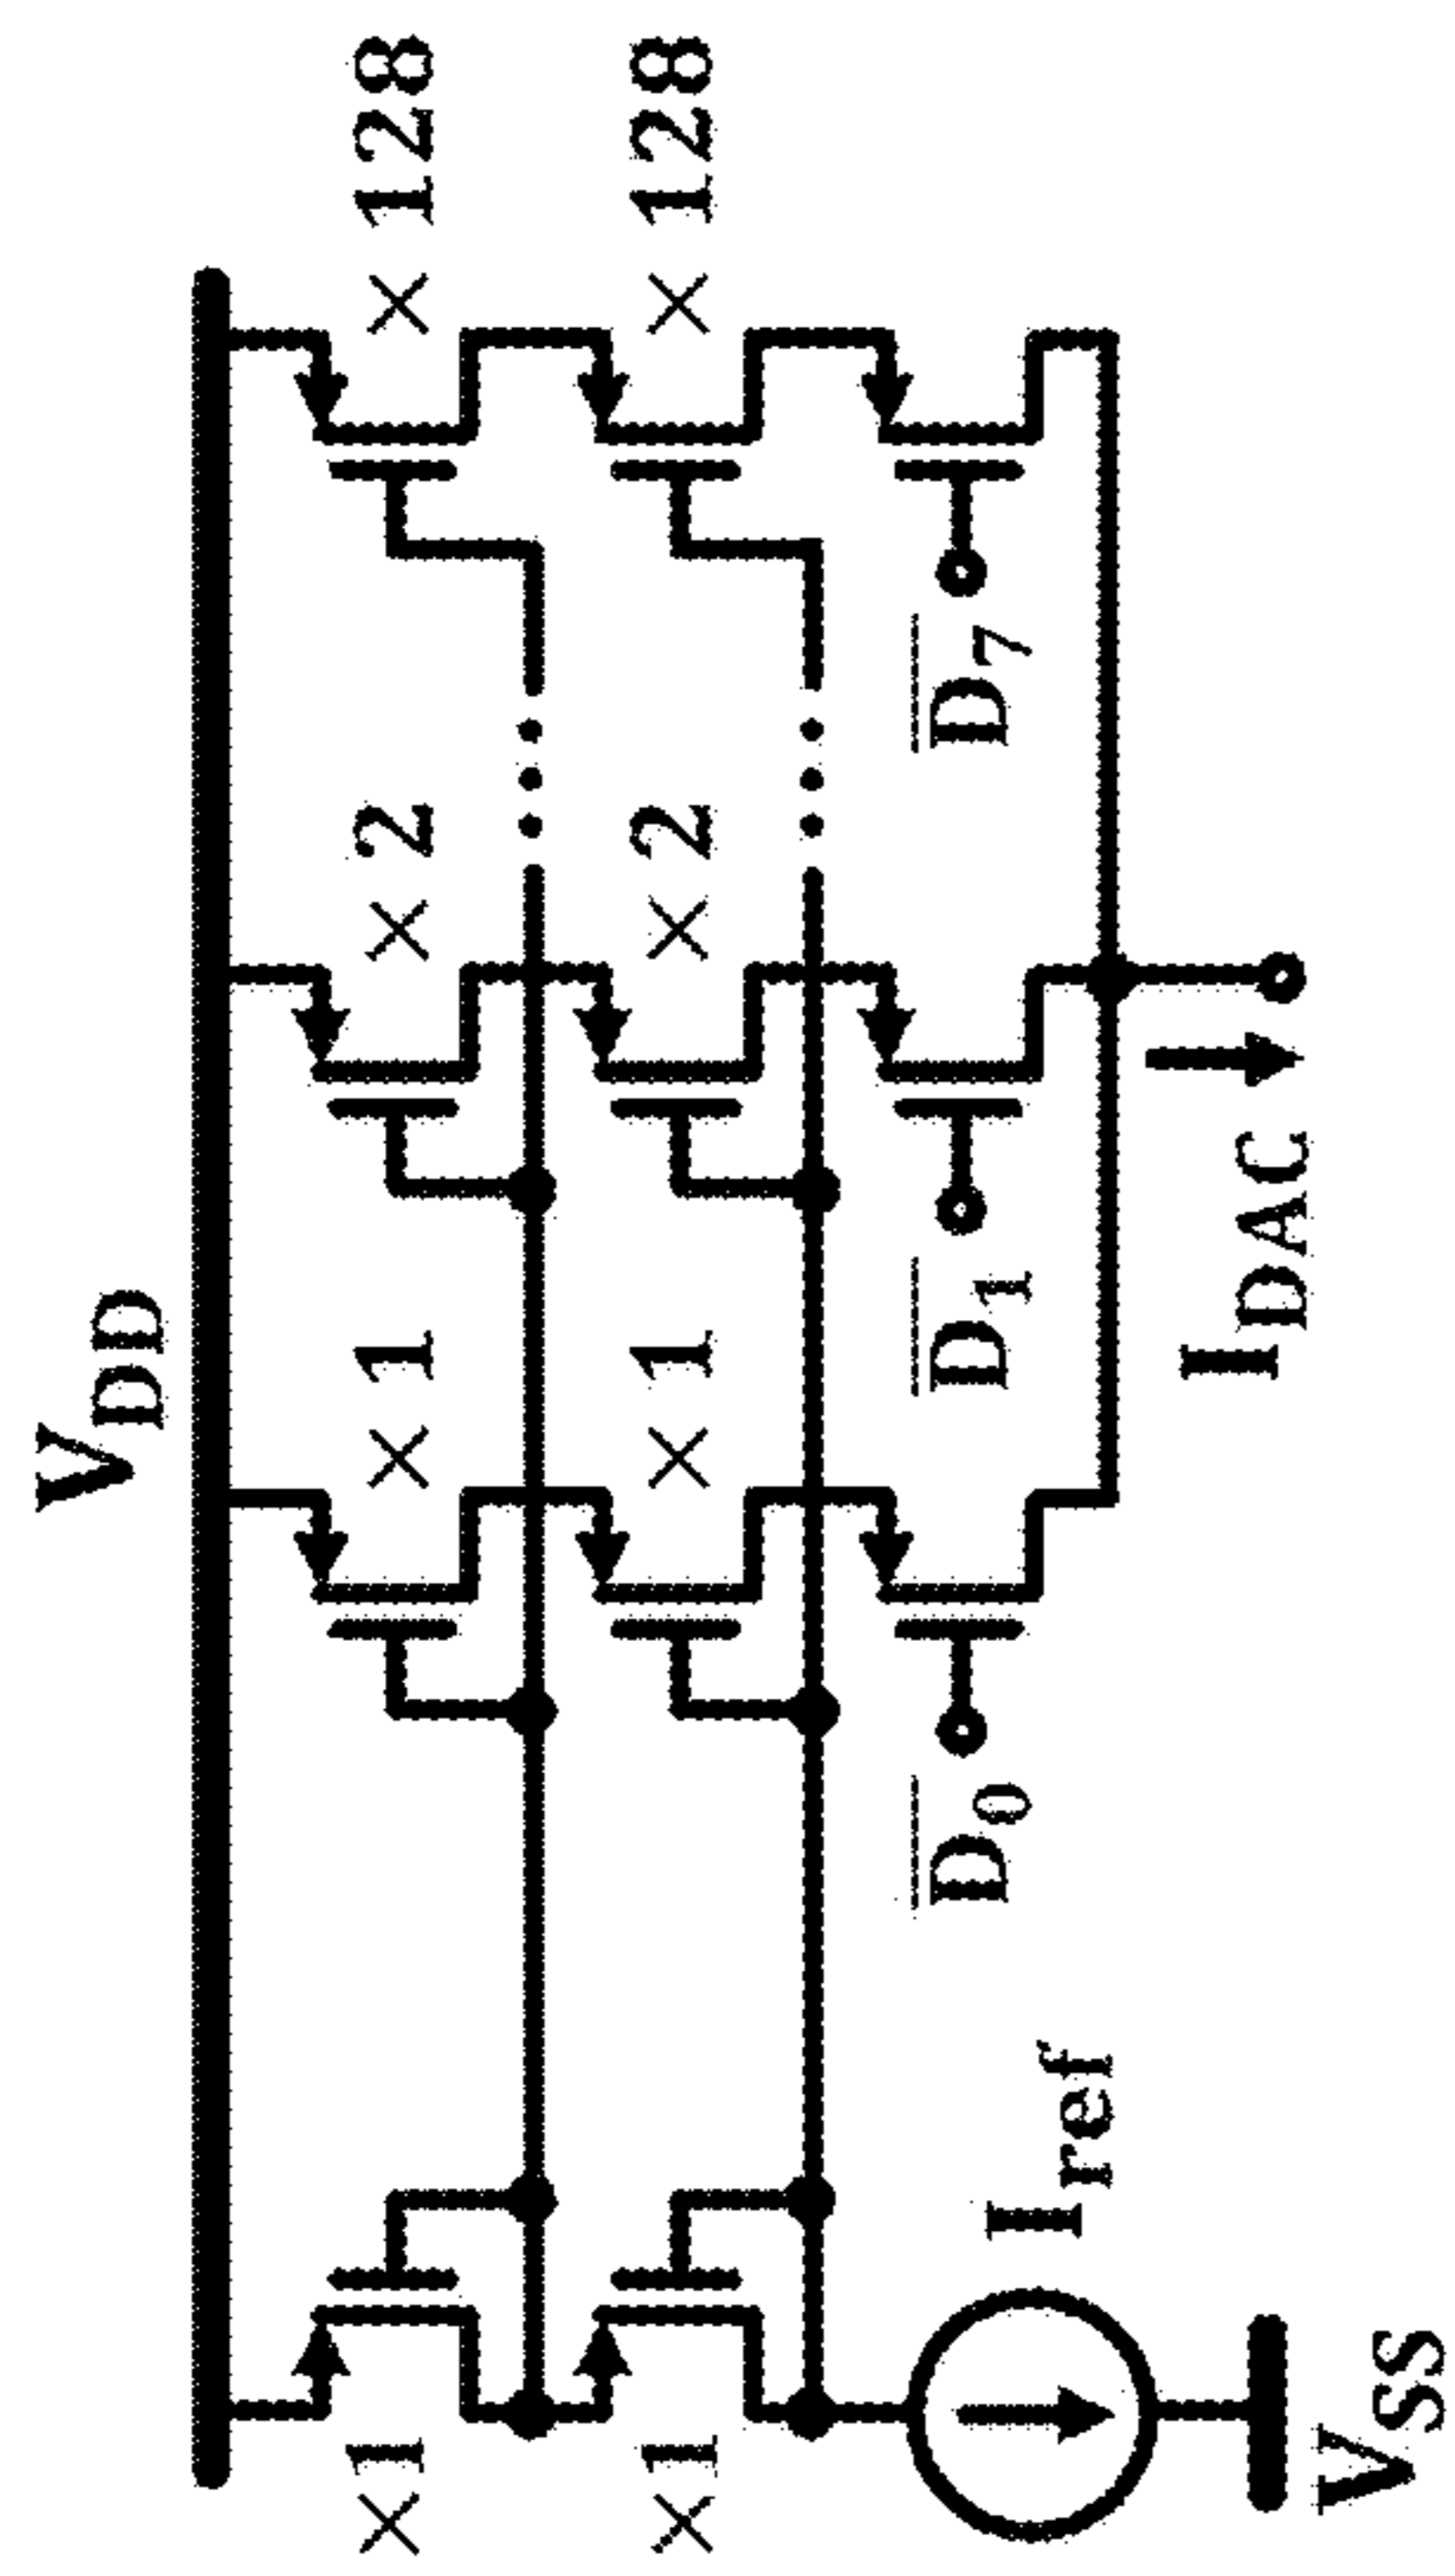 V_DD
×1 ×1 ×2 ×128
×1 ×1 ×2 ×128
D̅_0 D̅_1 D̅_7
I_ref
I_DAC
V_SS